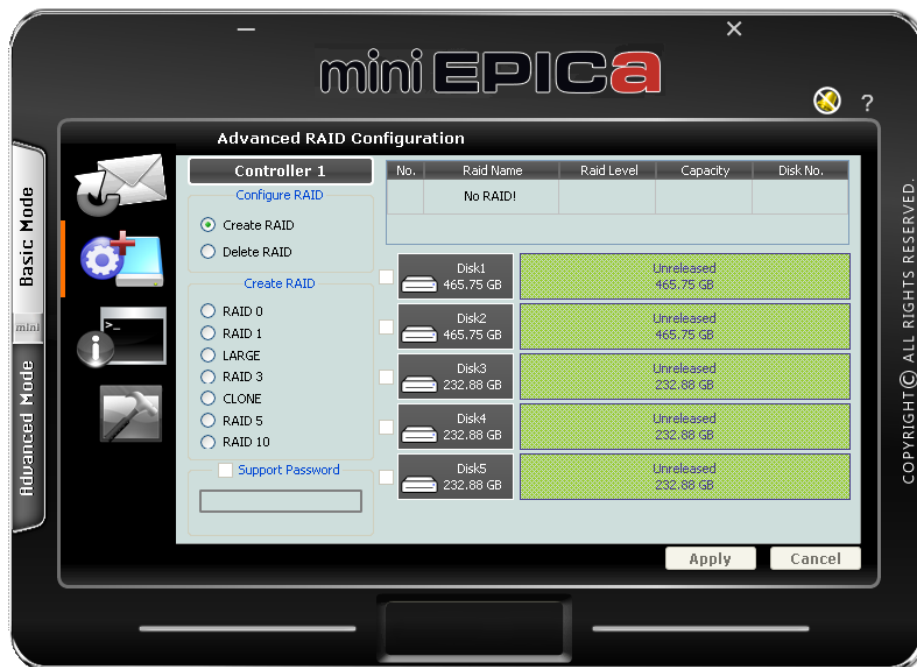 mini EPICa
?
Advanced RAID Configuration
Basic Mode
mini
Advanced Mode
Controller 1
Configure RAID
Create RAID
Delete RAID
Create RAID
RAID 0
RAID 1
LARGE
RAID 3
CLONE
RAID 5
RAID 10
Support Password
No. Raid Name Raid Level Capacity Disk No.
No RAID!
Disk1 Unreleased
465.75 GB 465.75 GB
Disk2 Unreleased
465.75 GB 465.75 GB
Disk3 Unreleased
232.88 GB 232.88 GB
Disk4 Unreleased
232.88 GB 232.88 GB
Disk5 Unreleased
232.88 GB 232.88 GB
Apply Cancel
COPYRIGHT © ALL RIGHTS RESERVED.